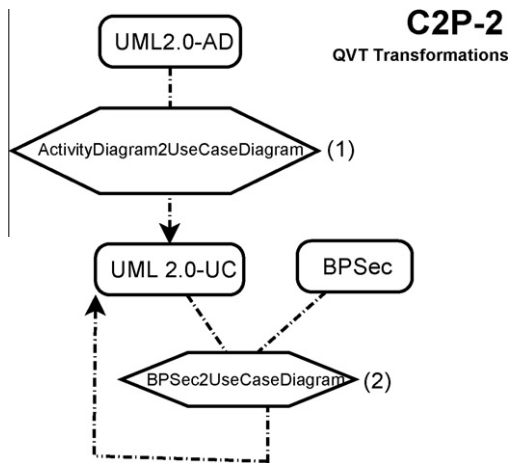 C2P-2
QVT Transformations
UML2.0-AD
ActivityDiagram2UseCaseDiagram
(1)
UML 2.0-UC
BPSec
BPSec2UseCaseDiagram
(2)